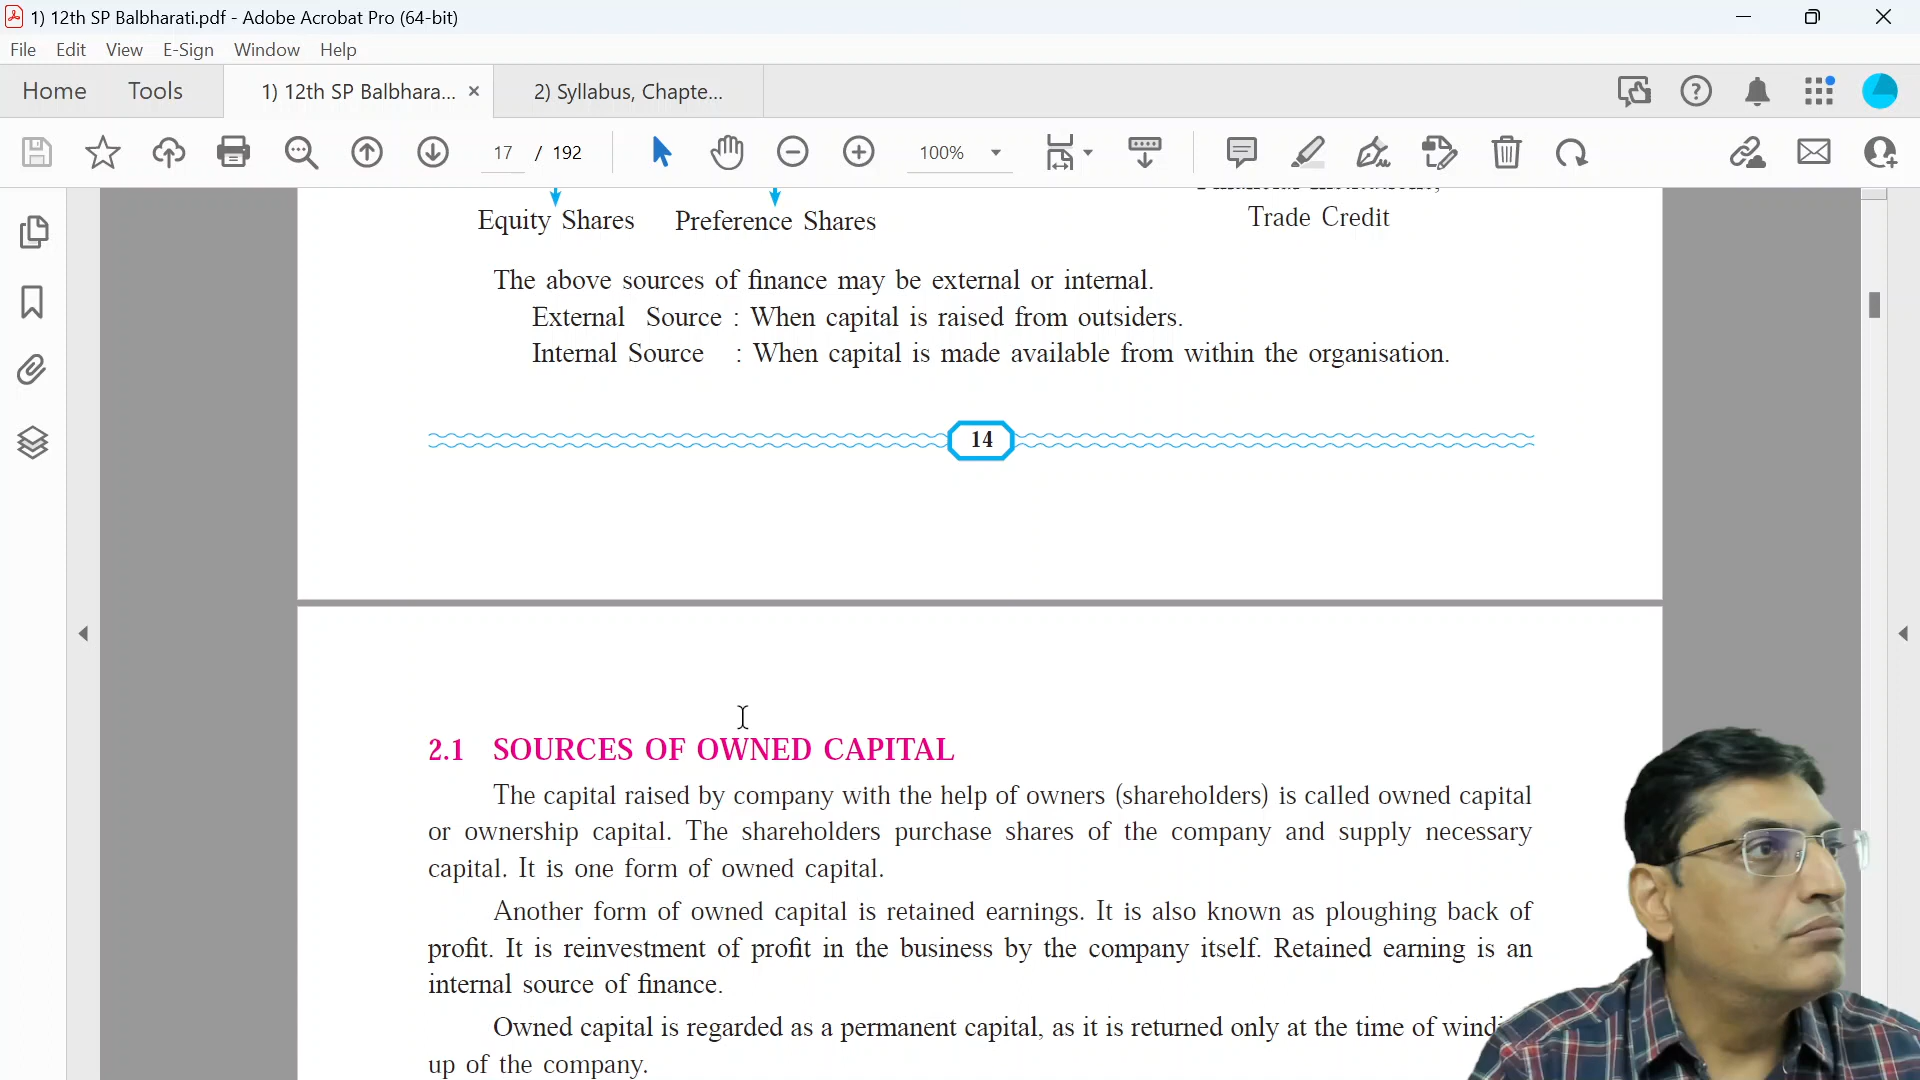 1) 12th SP Balbharati.pdf - Adobe Acrobat Pro (64-bit)
File Edit View E-Sign Window Help
Home Tools 1) 12th SP Balbhara... × 2) Syllabus, Chapte...
17 / 192 100%
Trade Credit
Equity Shares Preference Shares
The above sources of finance may be external or internal.
External Source : When capital is raised from outsiders.
Internal Source : When capital is made available from within the organisation.
14
2.1 SOURCES OF OWNED CAPITAL
The capital raised by company with the help of owners (shareholders) is called owned capital
or ownership capital. The shareholders purchase shares of the company and supply necessary
capital. It is one form of owned capital.
Another form of owned capital is retained earnings. It is also known as ploughing back of
profit. It is reinvestment of profit in the business by the company itself. Retained earning is an
internal source of finance.
Owned capital is regarded as a permanent capital, as it is returned only at the time of
up of the company.